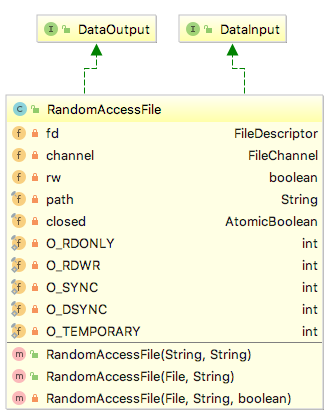 I DataOutput
I DataInput
C RandomAccessFile
f fd FileDescriptor
f channel FileChannel
f rw boolean
f path String
f closed AtomicBoolean
f O_RDONLY int
f O_RDWR int
f O_SYNC int
f O_DSYNC int
f O_TEMPORARY int
m RandomAccessFile(String, String)
m RandomAccessFile(File, String)
m RandomAccessFile(File, String, boolean)